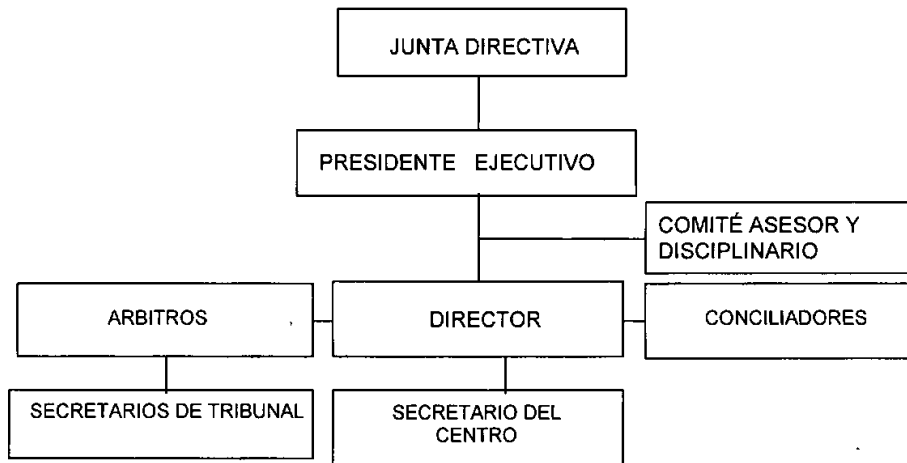 JUNTA DIRECTIVA
PRESIDENTE EJECUTIVO
COMITÉ ASESOR Y
DISCIPLINARIO
ARBITROS
DIRECTOR
CONCILIADORES
SECRETARIOS DE TRIBUNAL
SECRETARIO DEL
CENTRO